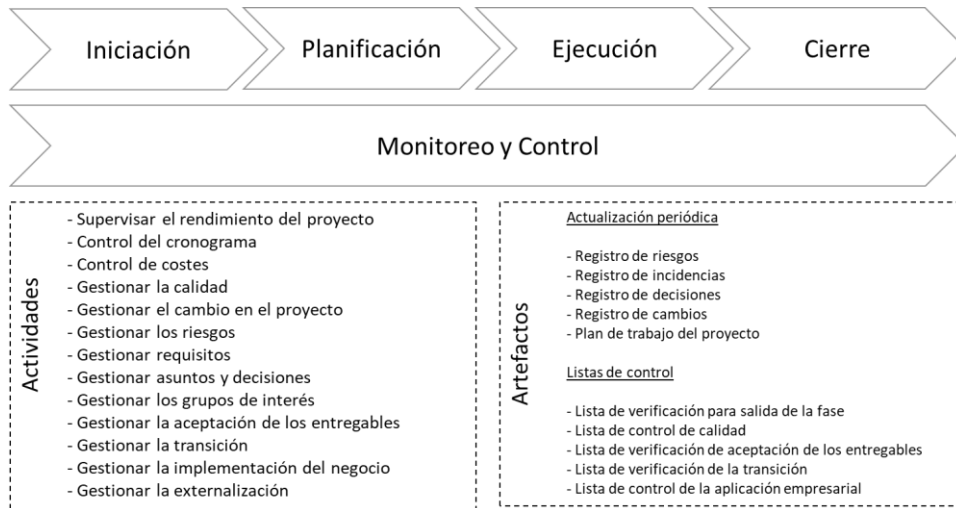 Iniciación
Planificación
Ejecución
Cierre
Monitoreo y Control
Actividades
- Supervisar el rendimiento del proyecto
- Control del cronograma
- Control de costes
- Gestionar la calidad
- Gestionar el cambio en el proyecto
- Gestionar los riesgos
- Gestionar requisitos
- Gestionar asuntos y decisiones
- Gestionar los grupos de interés
- Gestionar la aceptación de los entregables
- Gestionar la transición
- Gestionar la implementación del negocio
- Gestionar la externalización
Artefactos
Actualización periódica
- Registro de riesgos
- Registro de incidencias
- Registro de decisiones
- Registro de cambios
- Plan de trabajo del proyecto
Listas de control
- Lista de verificación para salida de la fase
- Lista de control de calidad
- Lista de verificación de aceptación de los entregables
- Lista de verificación de la transición
- Lista de control de la aplicación empresarial